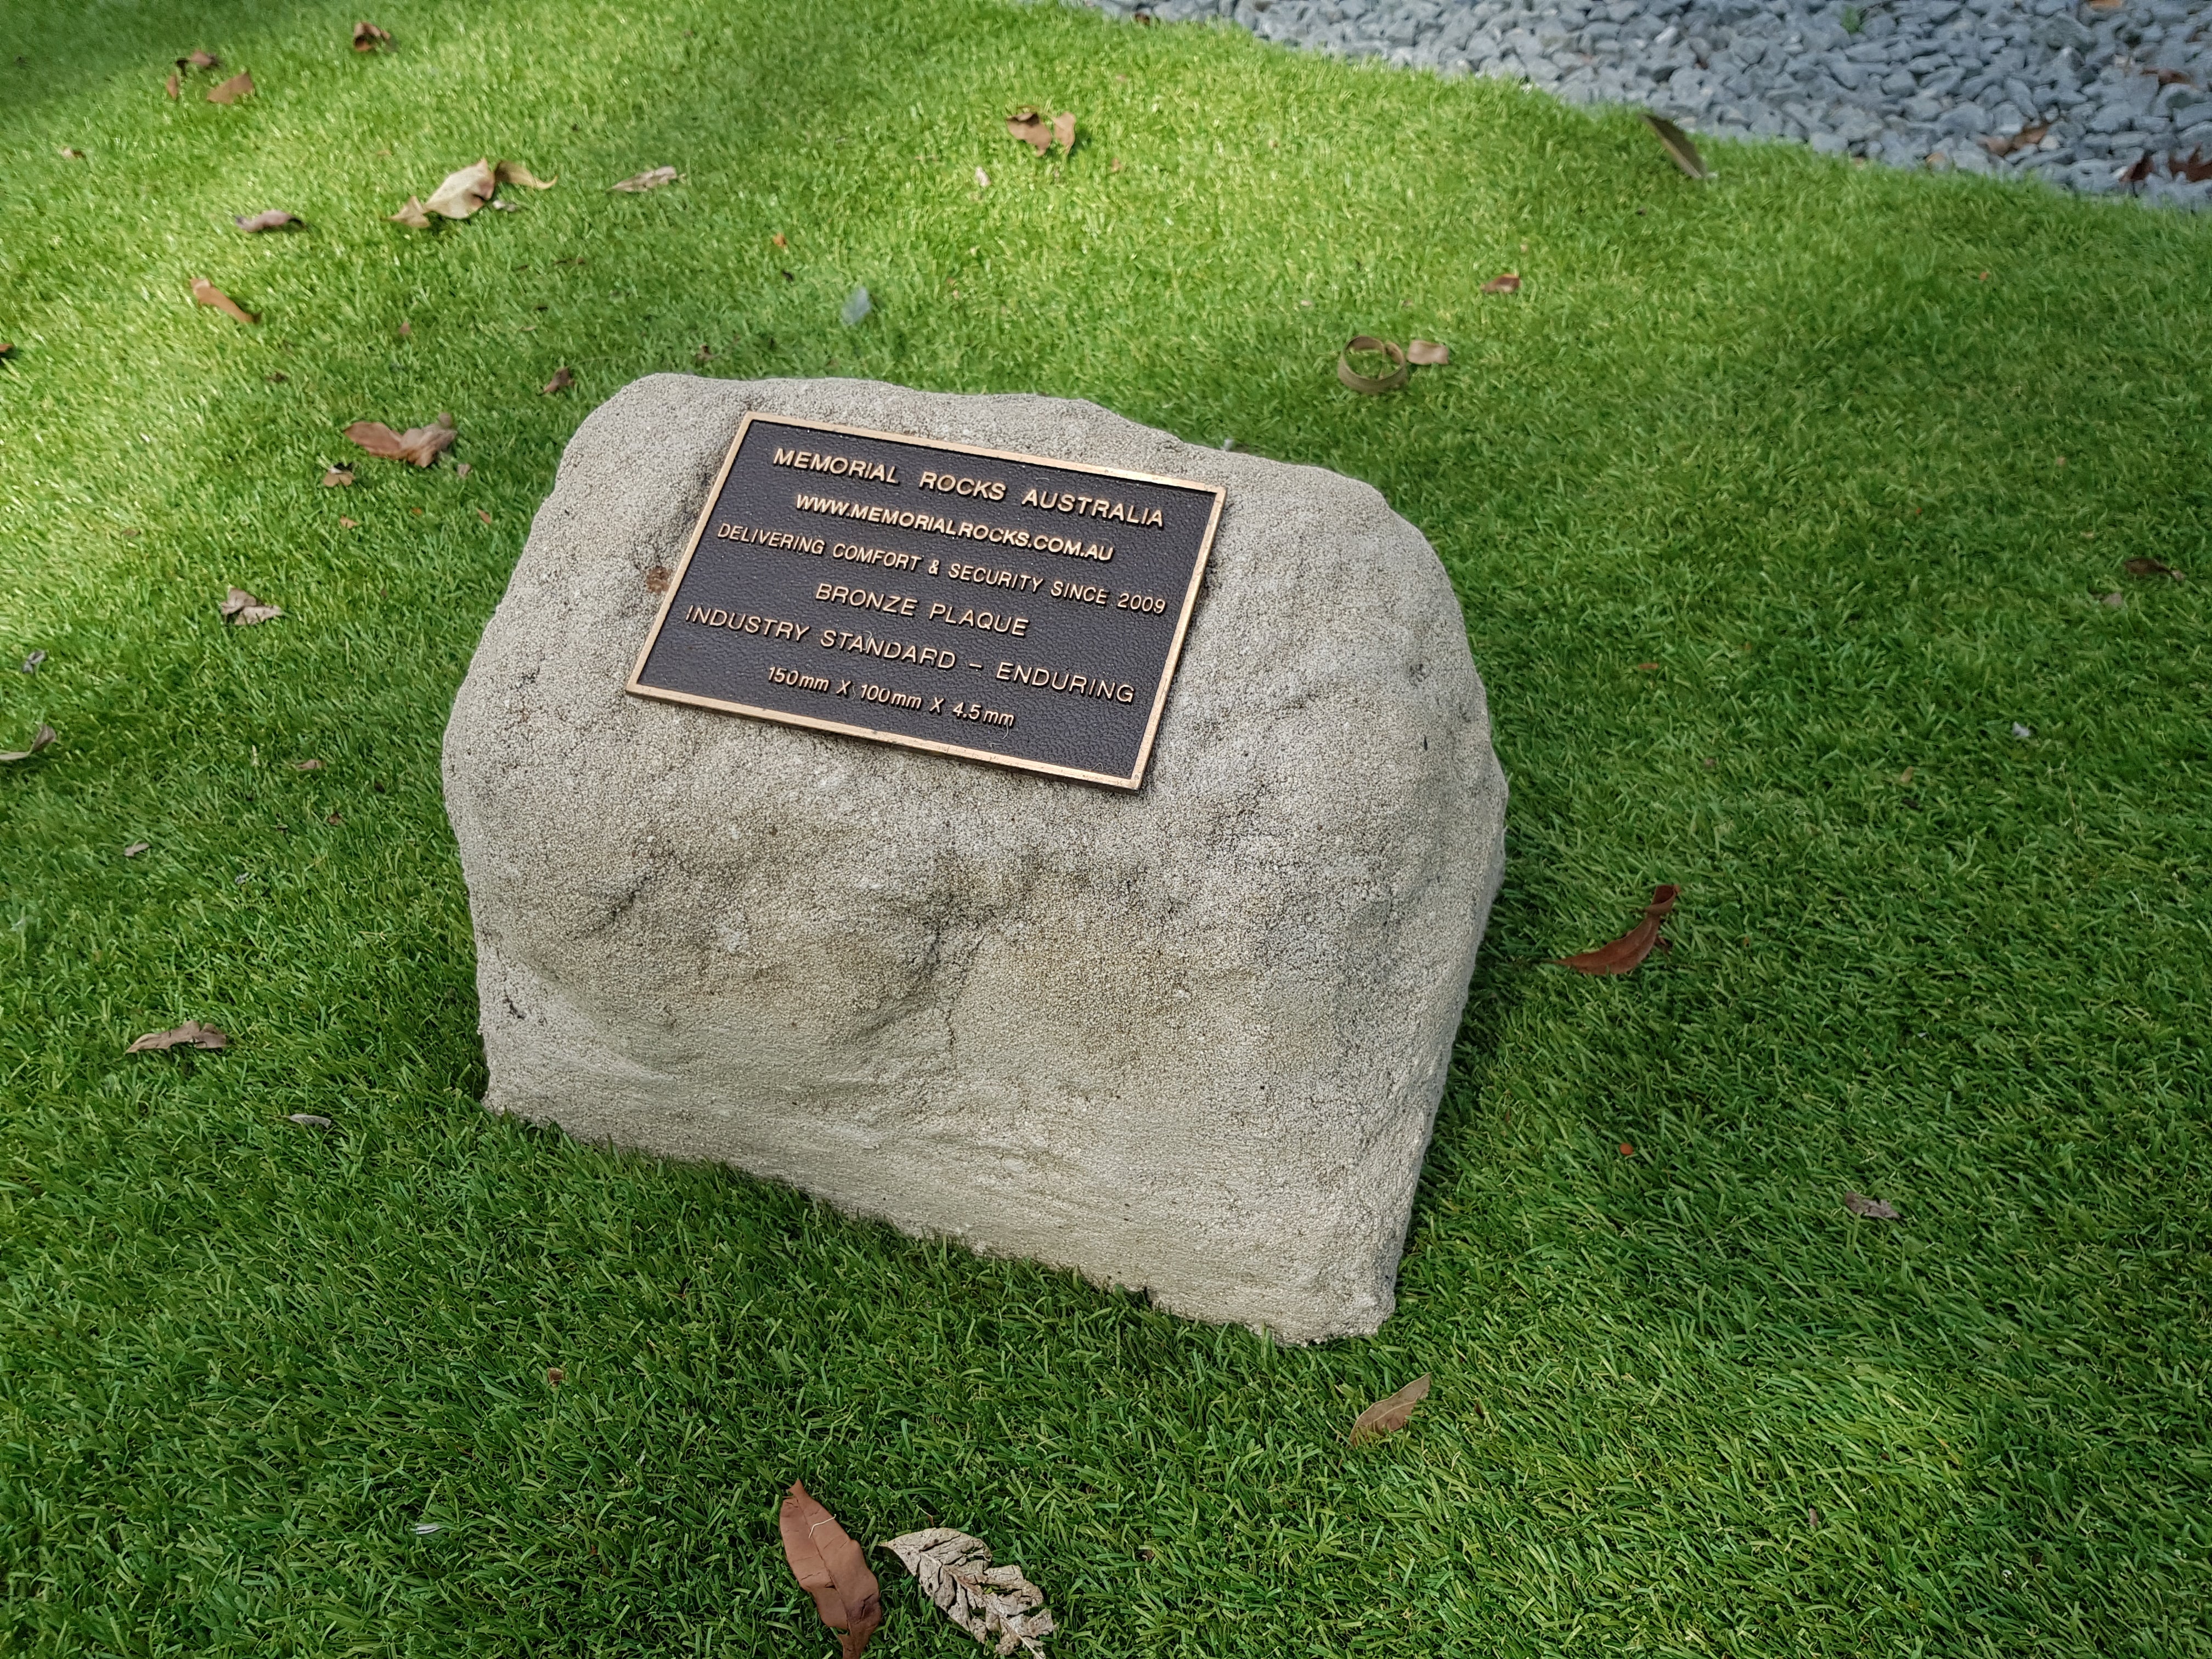 MEMORIAL ROCKS AUSTRALIA
WWW.MEMORIALROCKS.COM.AU
DELIVERING COMFORT & SECURITY SINCE 2009
BRONZE PLAQUE
INDUSTRY STANDARD - ENDURING
150mm X 100mm X 4.5mm